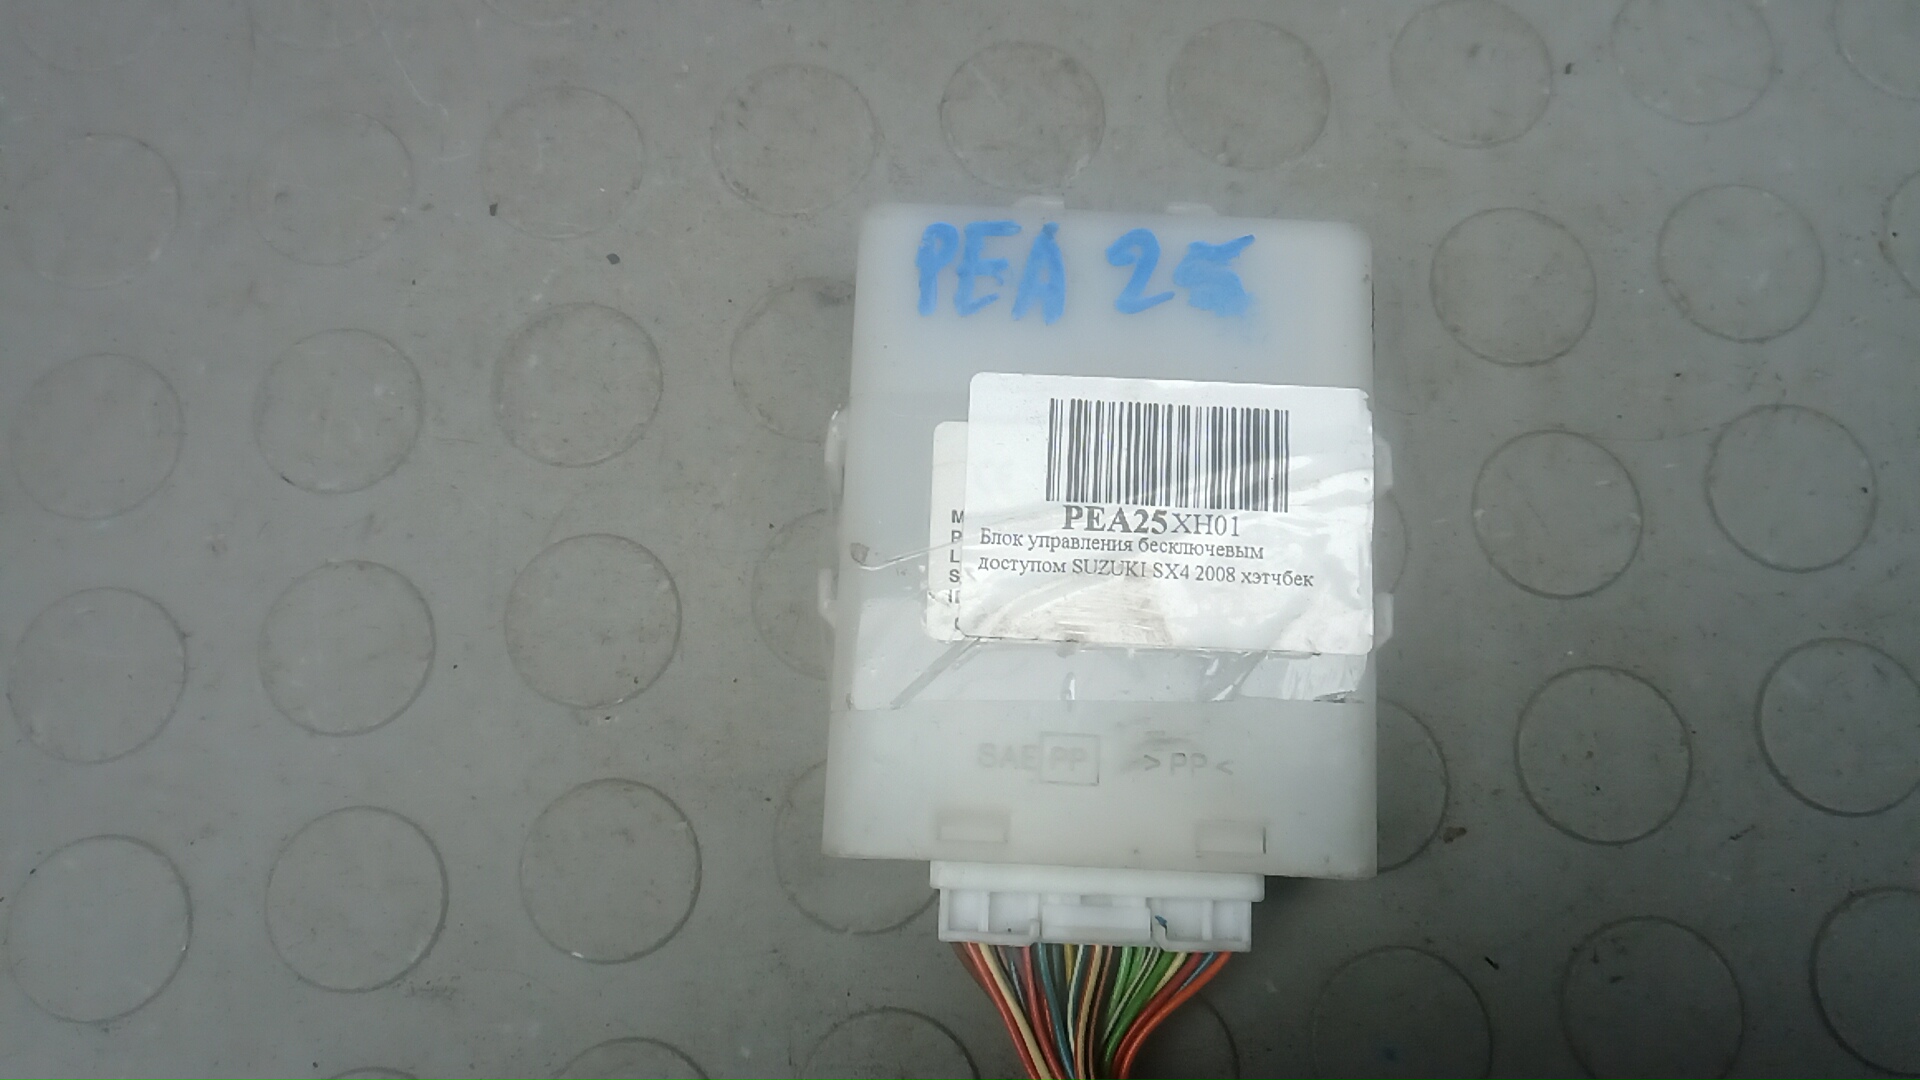 PEA 25
PEA25XH01
Блок управления бесключевым
доступом SUZUKI SX4 2008 хэтчбек
M
P
L
S
SAE PP >PP<